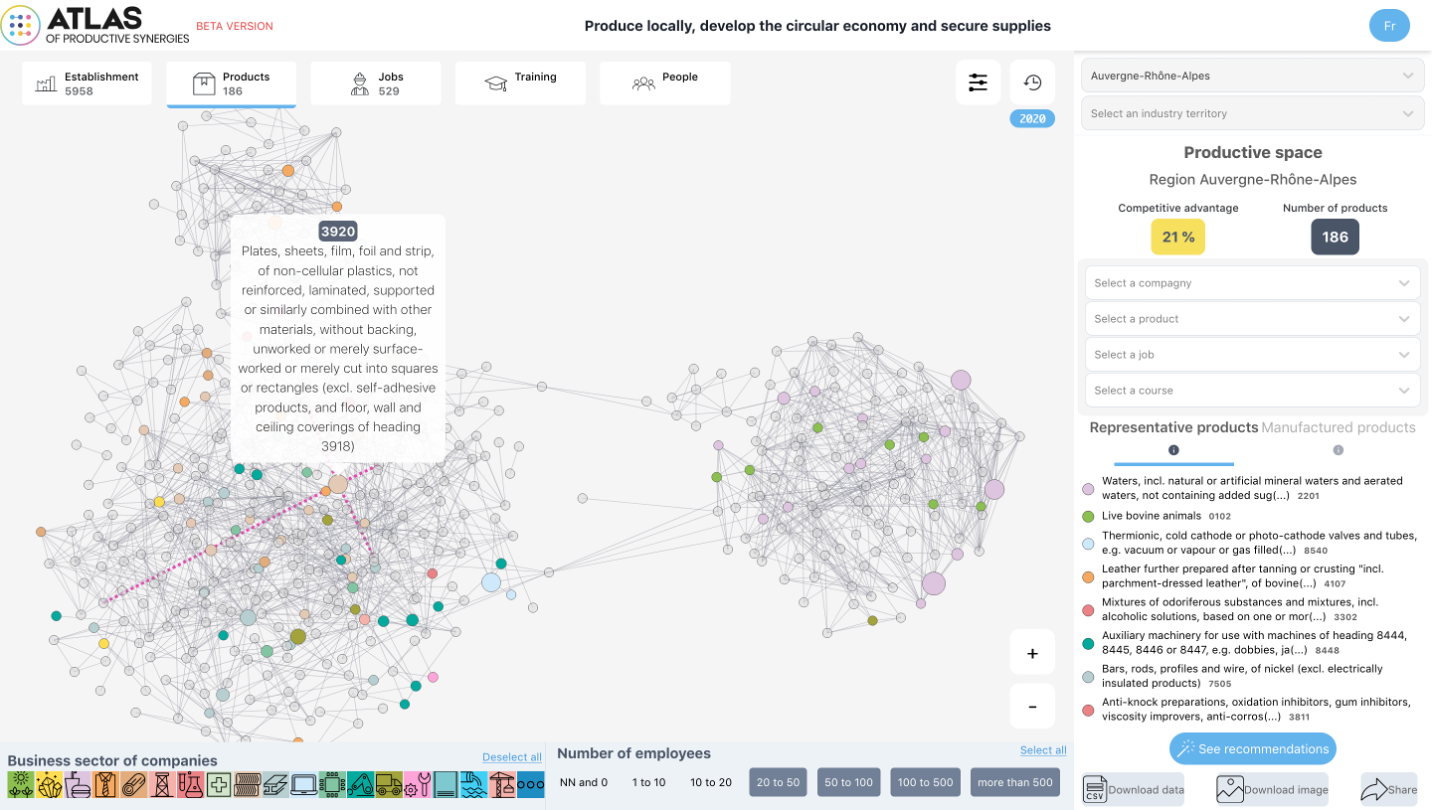 ATLAS
OF PRODUCTIVE SYNERGIES
BETA VERSION
Produce locally, develop the circular economy and secure supplies
Fr
Establishment
5958
Products
186
Jobs
529
Training
People
2020
3920
Plates, sheets, film, foil and strip,
of non-cellular plastics, not
reinforced, laminated, supported
or similarly combined with other
materials, without backing,
unworked or merely surface-
worked or merely cut into squares
or rectangles (excl. self-adhesive
products, and floor, wall and
ceiling coverings of heading
3918)
+
-
Business sector of companies
Deselect all
Number of employees
Select all
NN and 0
1 to 10
10 to 20
20 to 50
50 to 100
100 to 500
more than 500
Auvergne-Rhône-Alpes
Select an industry territory
Productive space
Region Auvergne-Rhône-Alpes
Competitive advantage
Number of products
21 %
186
Select a compagny
Select a product
Select a job
Select a course
Representative products
Manufactured products
Waters, incl. natural or artificial mineral waters and aerated
waters, not containing added sug(...) 2201
Live bovine animals 0102
Thermionic, cold cathode or photo-cathode valves and tubes,
e.g. vacuum or vapour or gas filled(...) 8540
Leather further prepared after tanning or crusting "incl.
parchment-dressed leather", of bovine(...) 4107
Mixtures of odoriferous substances and mixtures, incl.
alcoholic solutions, based on one or mor(...) 3302
Auxiliary machinery for use with machines of heading 8444,
8445, 8446 or 8447, e.g. dobbies, ja(...) 8448
Bars, rods, profiles and wire, of nickel (excl. electrically
insulated products) 7505
Anti-knock preparations, oxidation inhibitors, gum inhibitors,
viscosity improvers, anti-corros(...) 3811
See recommendations
CSV
Download data
Download image
Share